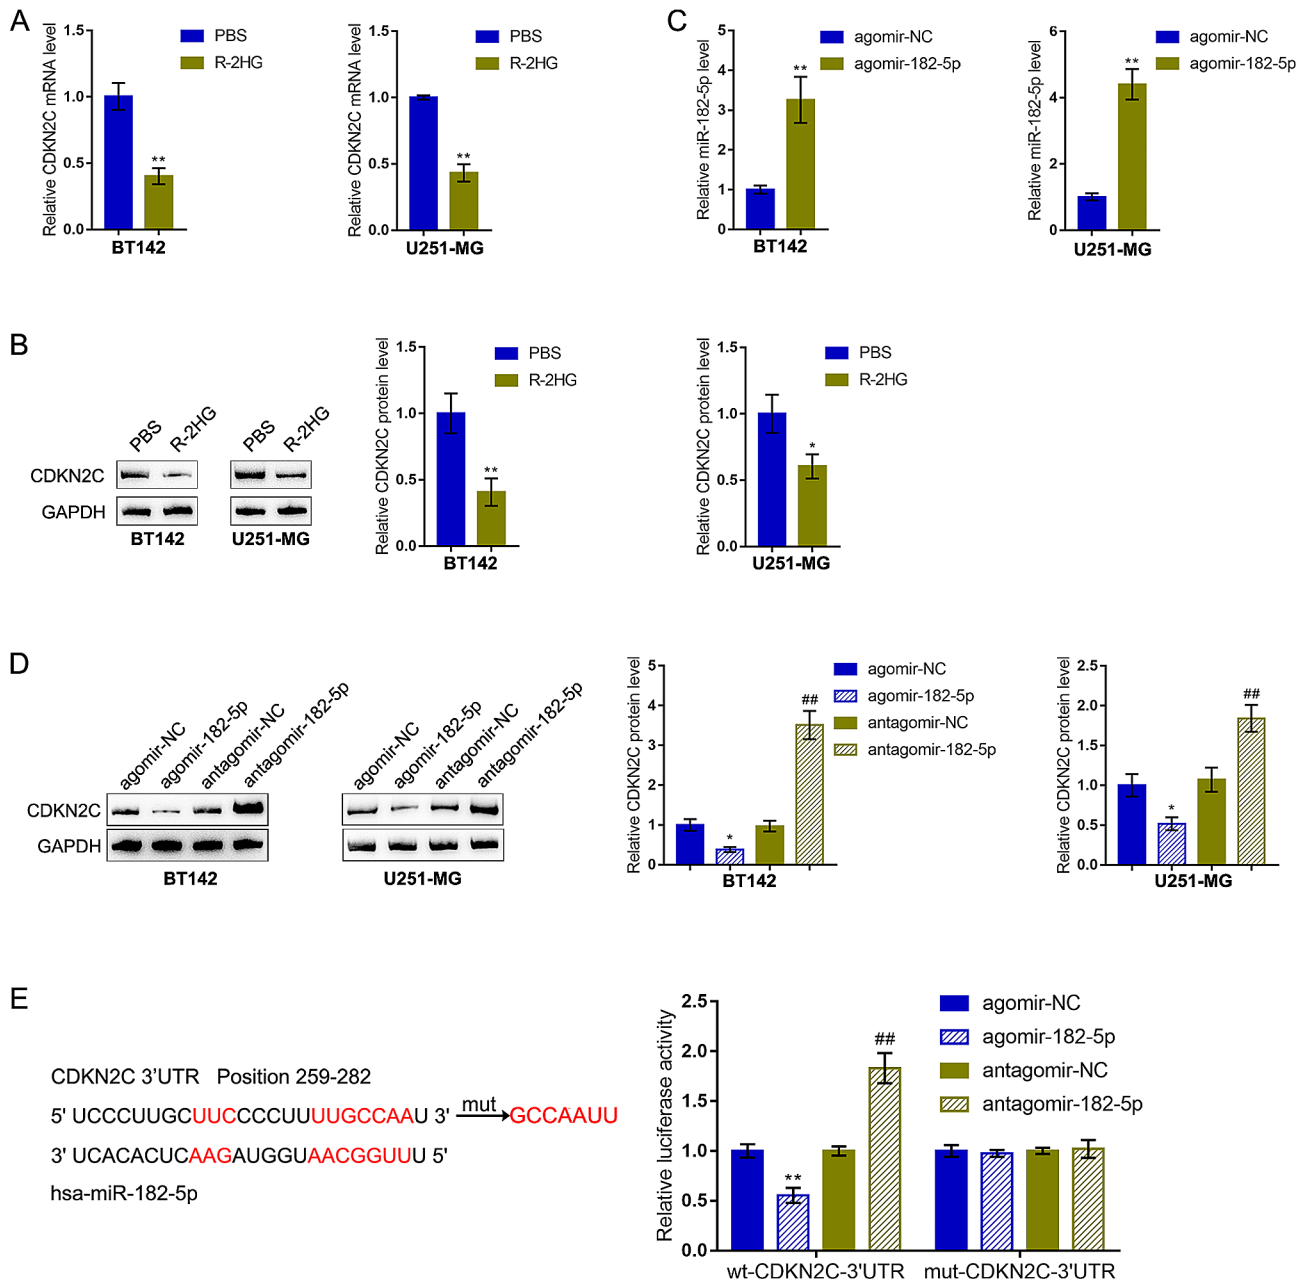 A
Relative CDKN2C mRNA level
1.5
1.0
0.5
0.0
PBS
R-2HG
**
BT142
Relative CDKN2C mRNA level
1.5
1.0
0.5
0.0
PBS
R-2HG
**
U251-MG
C
Relative miR-182-5p level
5
4
3
2
1
0
agomir-NC
agomir-182-5p
**
BT142
Relative miR-182-5p level
6
4
2
0
agomir-NC
agomir-182-5p
**
U251-MG
B
PBS R-2HG PBS R-2HG
CDKN2C
GAPDH
BT142 U251-MG
Relative CDKN2C protein level
1.5
1.0
0.5
0.0
PBS
R-2HG
**
BT142
Relative CDKN2C protein level
1.5
1.0
0.5
0.0
PBS
R-2HG
*
U251-MG
D
agomir-NC agomir-182-5p antagomir-NC antagomir-182-5p
agomir-NC agomir-182-5p antagomir-NC antagomir-182-5p
CDKN2C
GAPDH
BT142 U251-MG
Relative CDKN2C protein level
5
4
3
2
1
0
agomir-NC
agomir-182-5p
antagomir-NC
antagomir-182-5p
*
##
BT142
Relative CDKN2C protein level
2.5
2.0
1.5
1.0
0.5
0.0
*
##
U251-MG
E
CDKN2C 3'UTR Position 259-282
5' UCCCUUGCUUCCCCUUUUGCCAAU 3' mut GCCAAUU
3' UCACACUCAAGAUGGUAACGGUUU 5'
hsa-miR-182-5p
Relative luciferase activity
2.5
2.0
1.5
1.0
0.5
0.0
agomir-NC
agomir-182-5p
antagomir-NC
antagomir-182-5p
**
##
wt-CDKN2C-3'UTR mut-CDKN2C-3'UTR